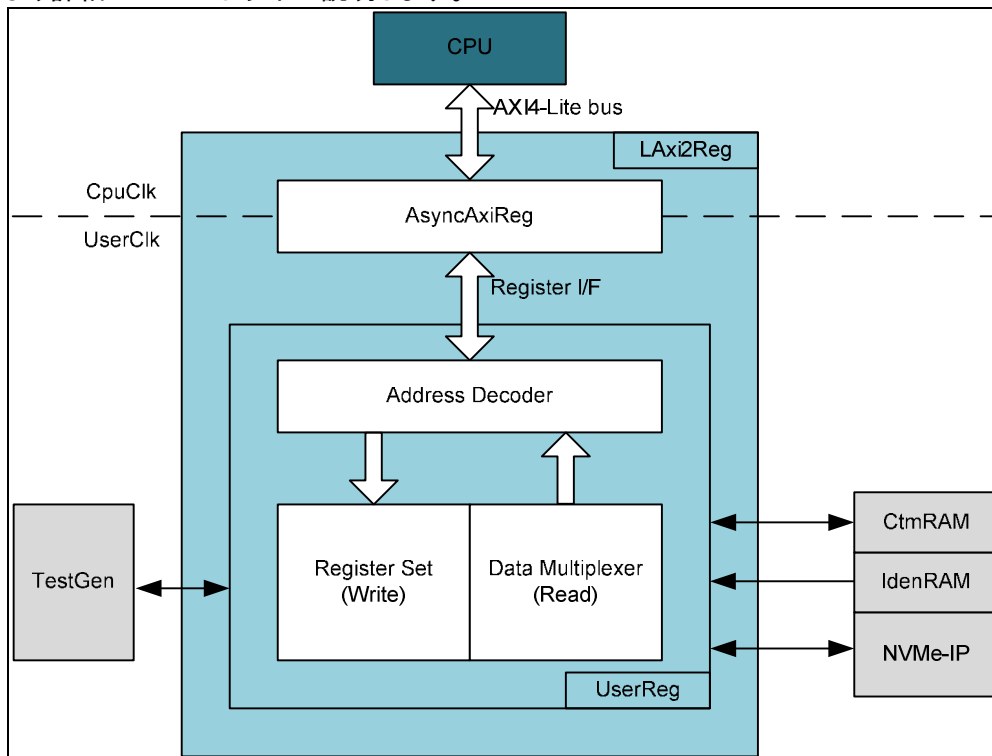 CPU
AXI4-Lite bus
LAxi2Reg
CpuClk
AsyncAxiReg
UserClk
Register I/F
Address Decoder
CtmRAM
TestGen
Register Set
(Write)
Data Multiplexer
(Read)
IdenRAM
NVMe-IP
UserReg